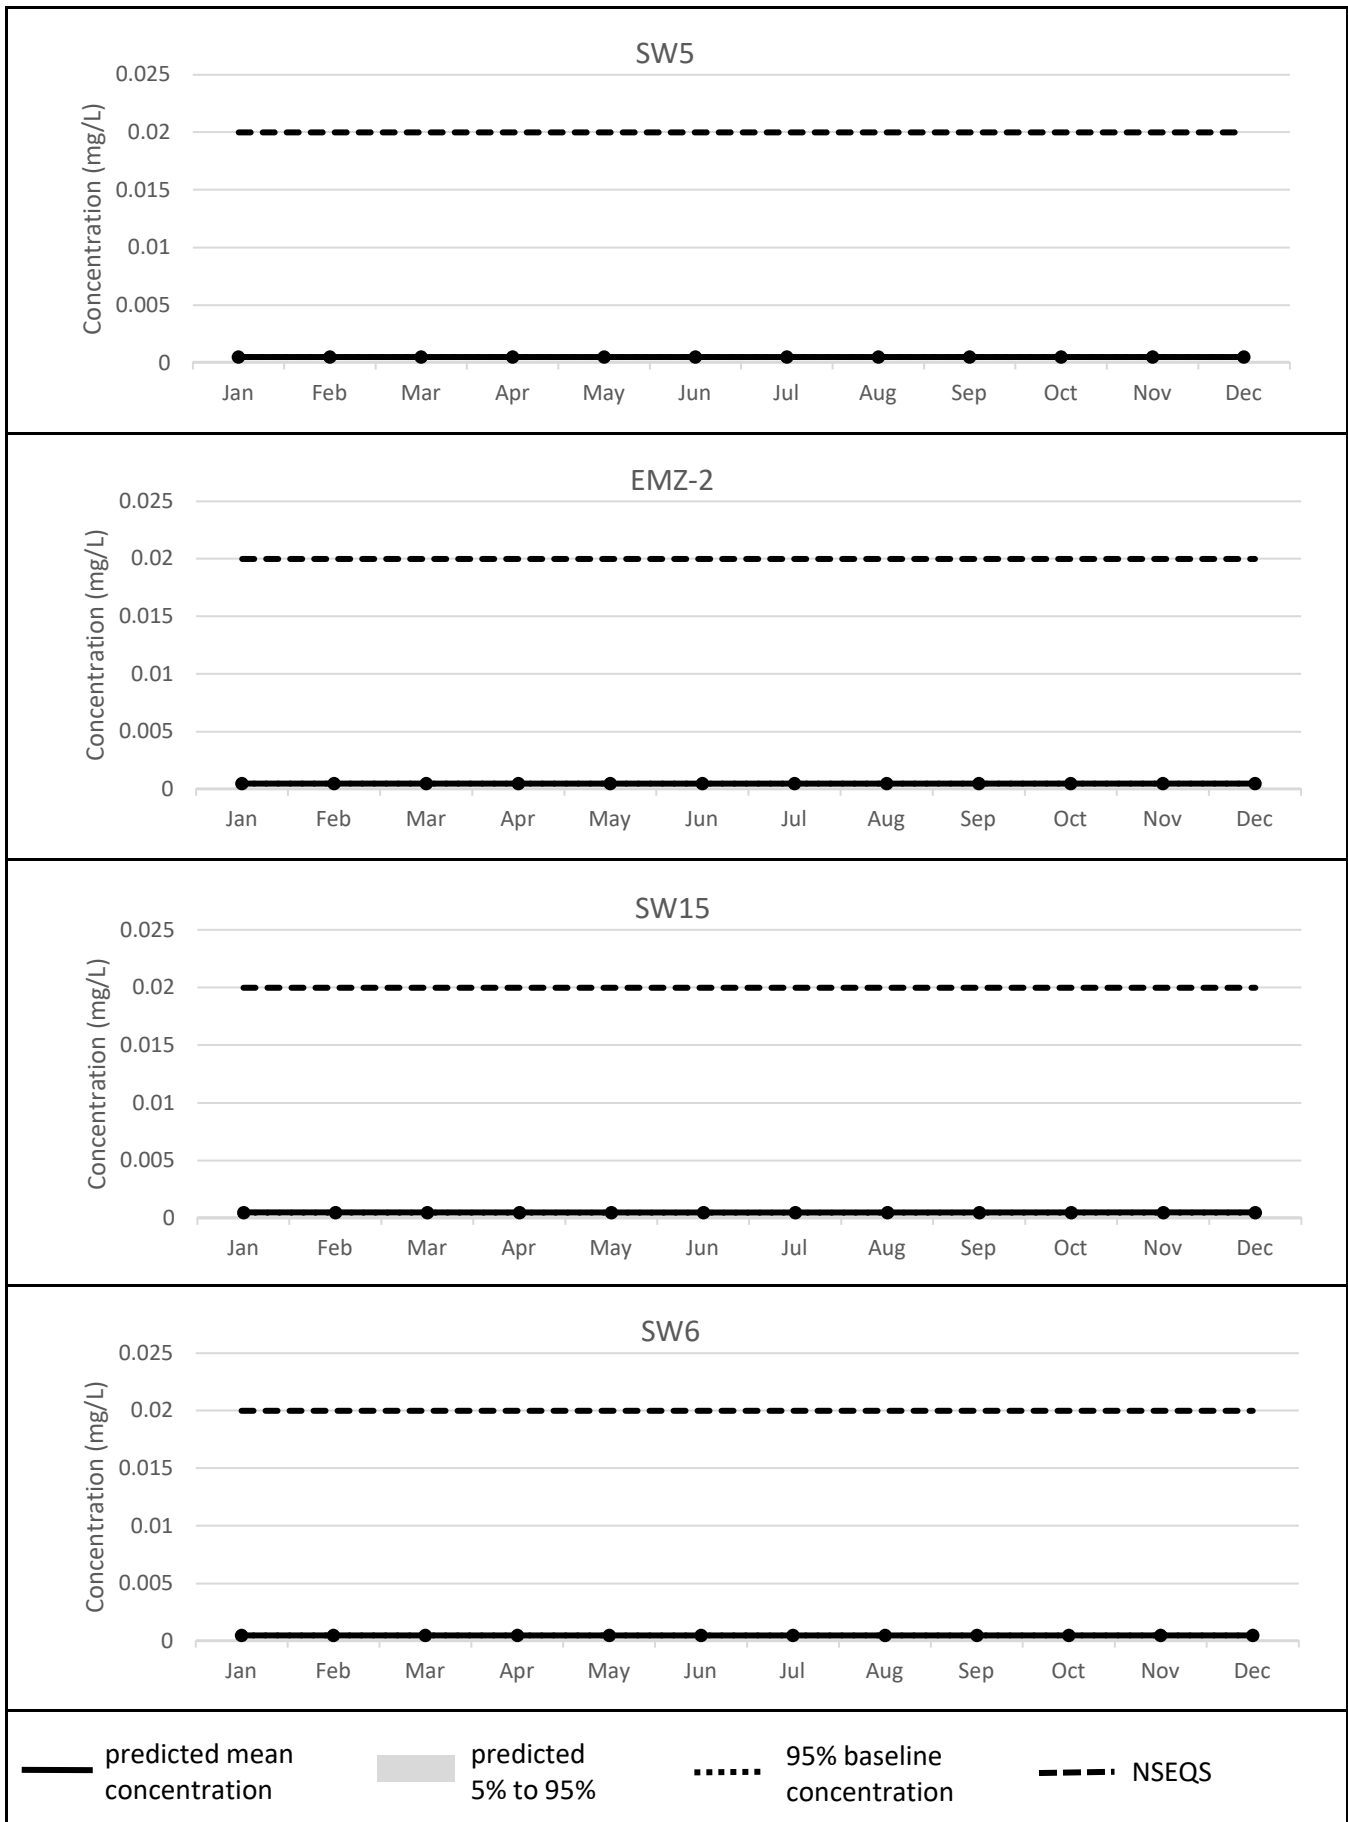 SW5
Concentration (mg/L)
0.025
0.02
0.015
0.01
0.005
0
Jan Feb Mar Apr May Jun Jul Aug Sep Oct Nov Dec
EMZ-2
Concentration (mg/L)
0.025
0.02
0.015
0.01
0.005
0
Jan Feb Mar Apr May Jun Jul Aug Sep Oct Nov Dec
SW15
Concentration (mg/L)
0.025
0.02
0.015
0.01
0.005
0
Jan Feb Mar Apr May Jun Jul Aug Sep Oct Nov Dec
SW6
Concentration (mg/L)
0.025
0.02
0.015
0.01
0.005
0
Jan Feb Mar Apr May Jun Jul Aug Sep Oct Nov Dec
predicted mean
concentration
predicted
5% to 95%
95% baseline
concentration
NSEQS